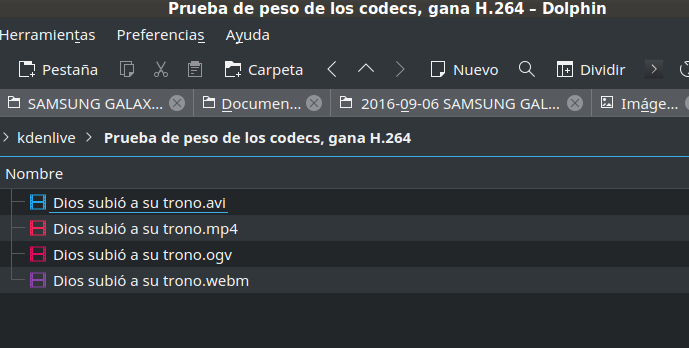 Prueba de peso de los codecs, gana H.264 – Dolphin
Herramientas Preferencias Ayuda
Pestaña Carpeta Nuevo Dividir
SAMSUNG GALAX... Documen... 2016-09-06 SAMSUNG GAL... Imáge...
kdenlive Prueba de peso de los codecs, gana H.264
Nombre
Dios subió a su trono.avi
Dios subió a su trono.mp4
Dios subió a su trono.ogv
Dios subió a su trono.webm